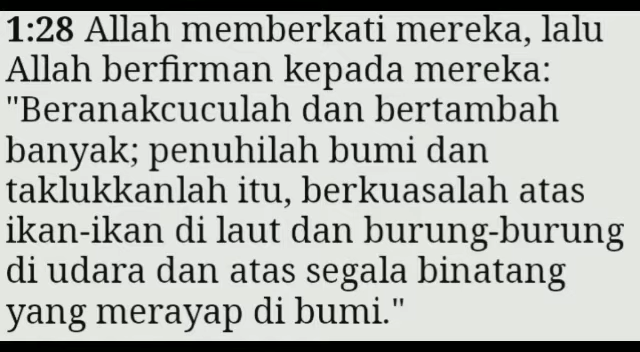 1:28 Allah memberkati mereka, lalu
Allah berfirman kepada mereka:
"Beranakcuculah dan bertambah
banyak; penuhilah bumi dan
taklukkanlah itu, berkuasalah atas
ikan-ikan di laut dan burung-burung
di udara dan atas segala binatang
yang merayap di bumi."